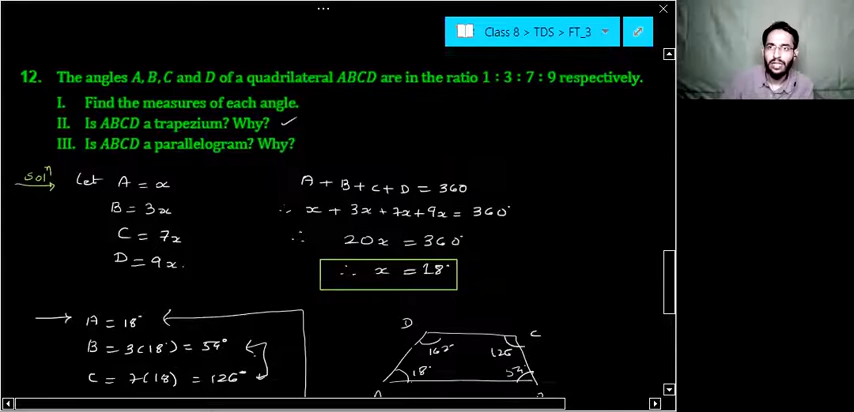 Class 8 > TDS > FT_3
12. The angles A, B, C and D of a quadrilateral ABCD are in the ratio 1 : 3 : 7 : 9 respectively.
I. Find the measures of each angle.
II. Is ABCD a trapezium? Why?
III. Is ABCD a parallelogram? Why?
Solⁿ
Let A = x
B = 3x
C = 7x
D = 9x.
A + B + C + D = 360
∴ x + 3x + 7x + 9x = 360°
∴ 20x = 360°
∴ x = 18°
A = 18°
B = 3(18°) = 54°
C = 7(18) = 126°
D
C
162°
126
18°
A